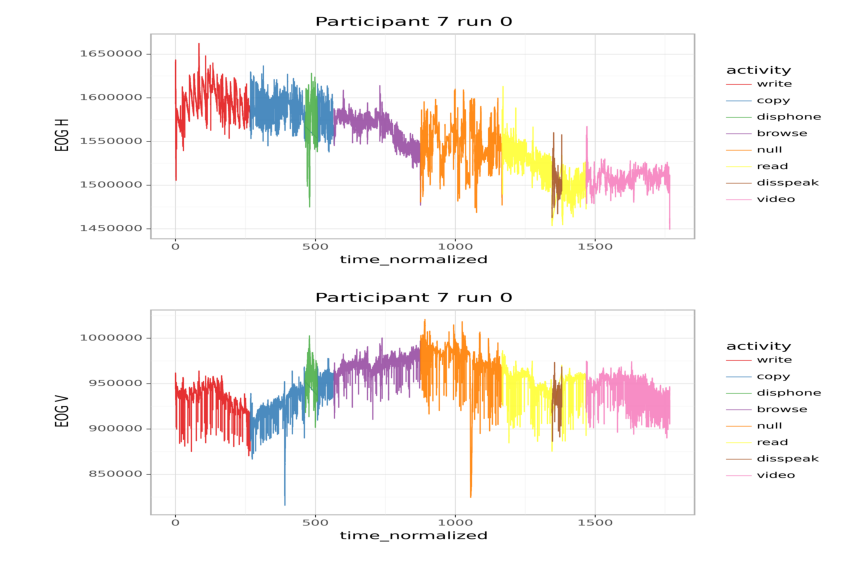 Participant 7 run 0
EOG H
1650000
1600000
1550000
1500000
1450000
0 500 1000 1500
time_normalized
activity
write
copy
disphone
browse
null
read
disspeak
video
Participant 7 run 0
EOG V
1000000
950000
900000
850000
0 500 1000 1500
time_normalized
activity
write
copy
disphone
browse
null
read
disspeak
video